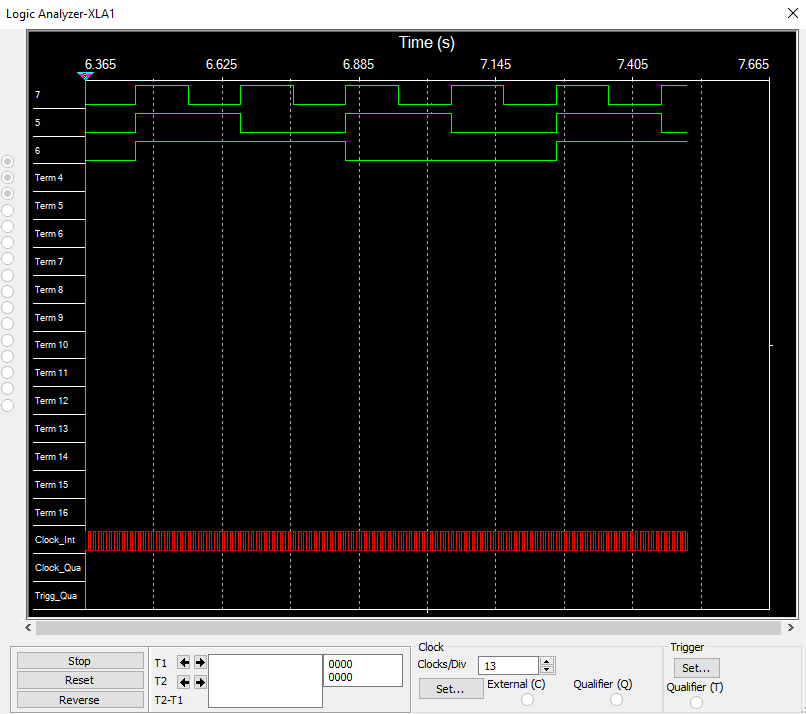 Logic Analyzer-XLA1
Time (s)
6.365 6.625 6.885 7.145 7.405 7.665
7
5
6
Term 4
Term 5
Term 6
Term 7
Term 8
Term 9
Term 10
Term 11
Term 12
Term 13
Term 14
Term 15
Term 16
Clock_Int
Clock_Qua
Trigg_Qua
Stop
Reset
Reverse
T1
T2
T2-T1
0000
0000
Clock
Clocks/Div 13
Set... External (C) Qualifier (Q)
Trigger
Set...
Qualifier (T)